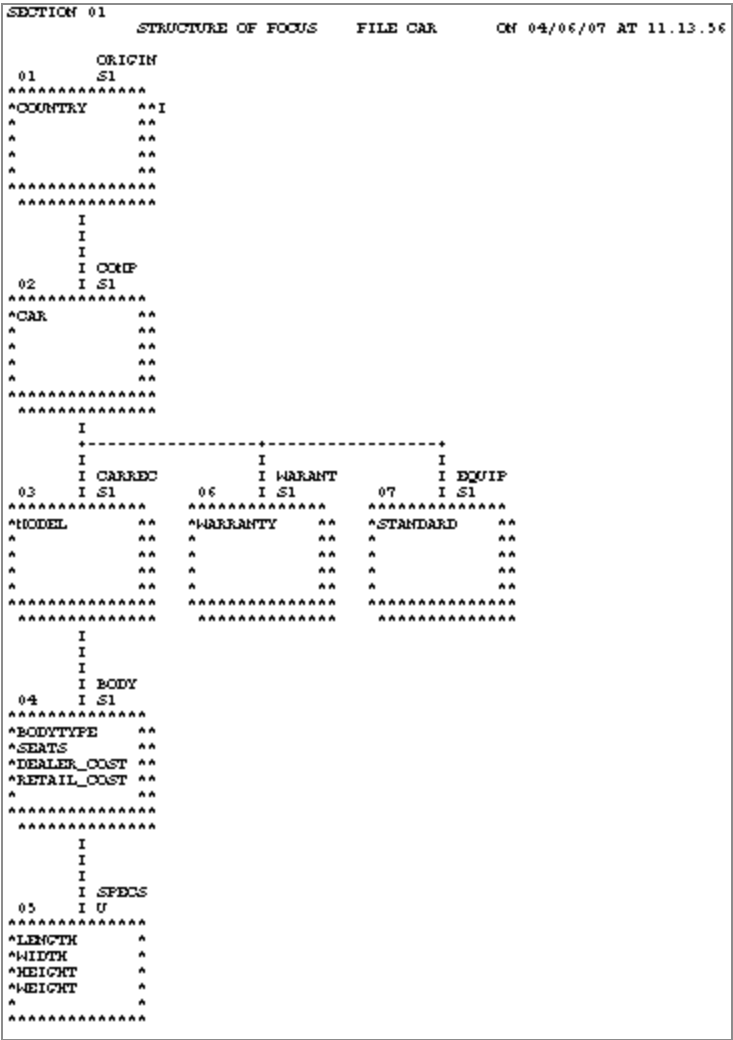 SECTION 01
STRUCTURE OF FOCUS FILE CAR ON 04/06/07 AT 11.13.56
ORIGIN
01 S1
**************
*COUNTRY **I
* **
* **
* **
* **
***************
**************
I
I
I
I COMP
02 I S1
**************
*CAR **
* **
* **
* **
* **
***************
**************
I
+-----------------+-----------------+
I I I
I CARREC I WARANT I EQUIP
03 I S1 06 I S1 07 I S1
************** ************** **************
*MODEL ** *WARRANTY ** *STANDARD **
* ** * ** * **
* ** * ** * **
* ** * ** * **
* ** * ** * **
*************** *************** ***************
************** ************** **************
I
I
I
I BODY
04 I S1
**************
*BODYTYPE **
*SEATS **
*DEALER_COST **
*RETAIL_COST **
* **
***************
**************
I
I
I
I SPECS
05 I U
**************
*LENGTH *
*WIDTH *
*HEIGHT *
*WEIGHT *
* *
**************